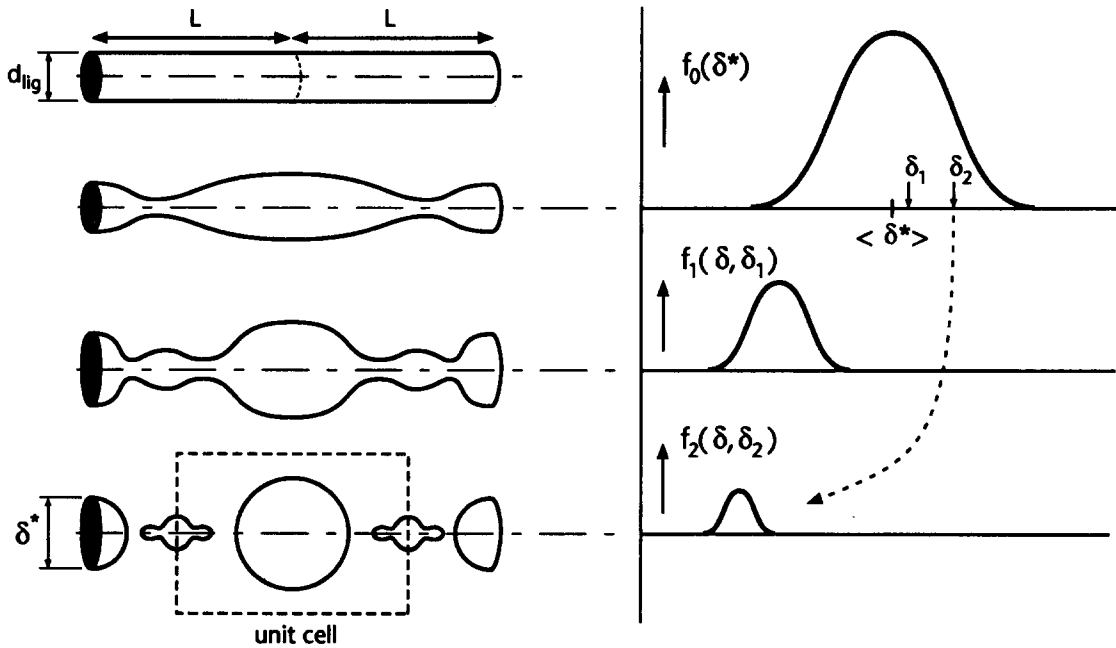 L L
d_lig
δ*
unit cell
f₀(δ*)
δ₁ δ₂
< δ* >
f₁(δ, δ₁)
f₂(δ, δ₂)